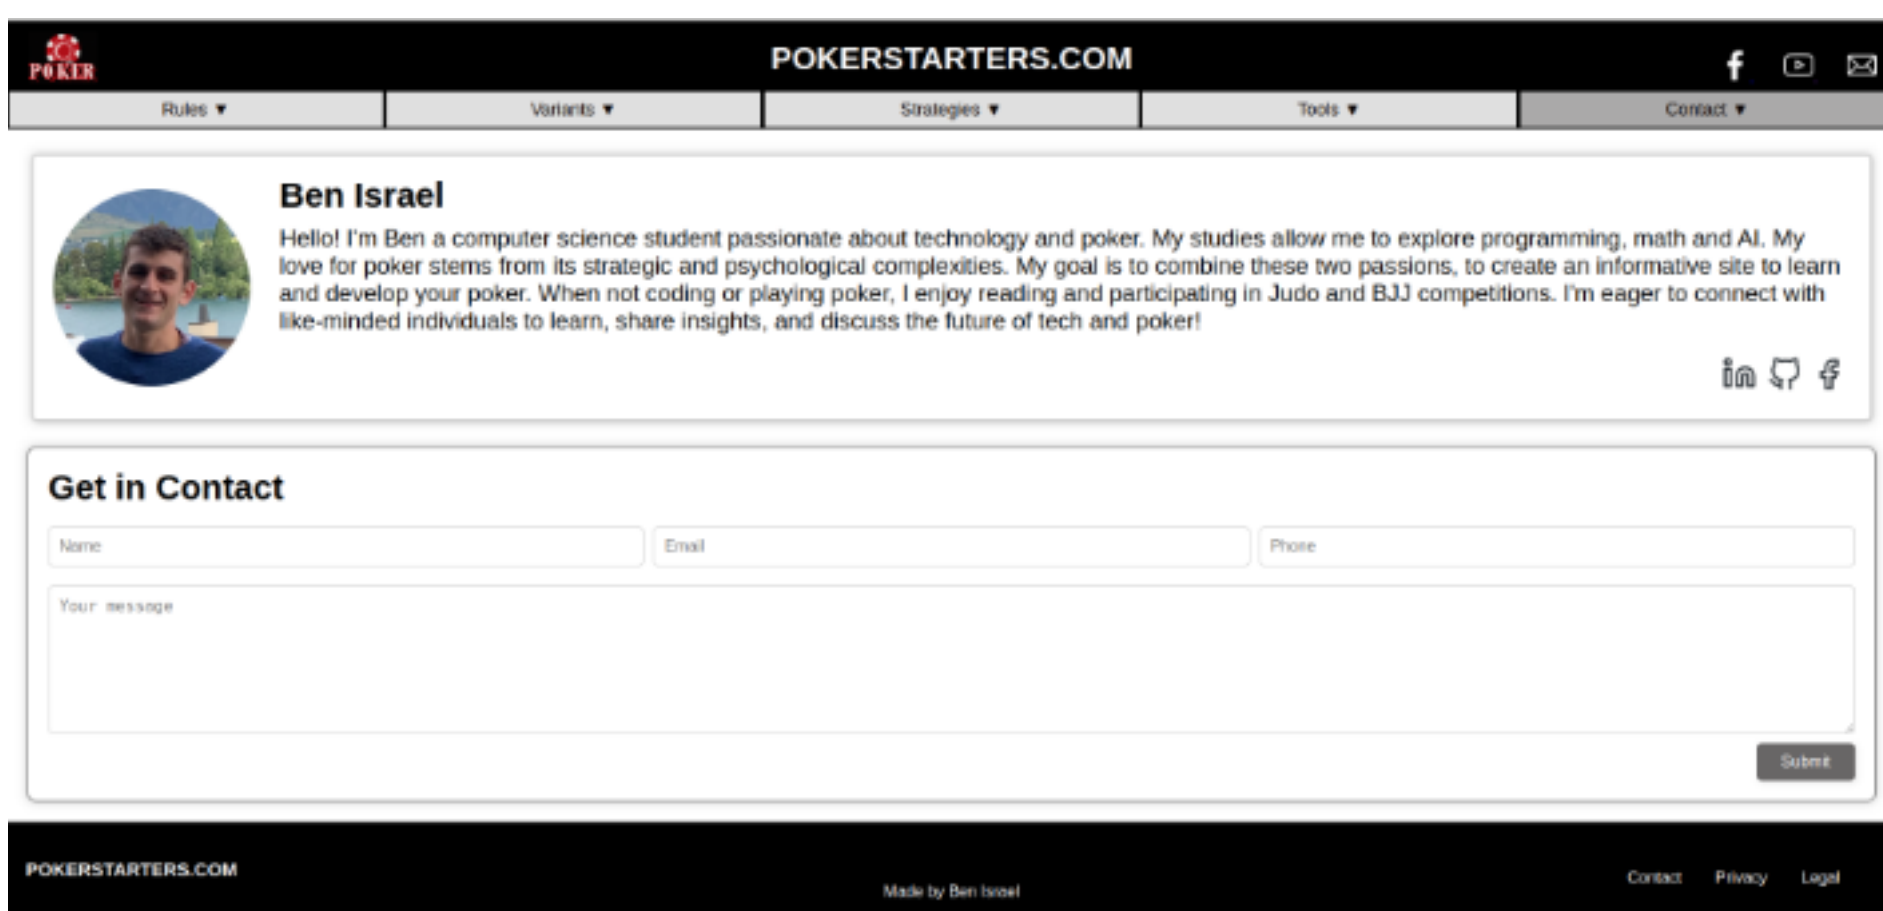 POKER
POKERSTARTERS.COM
Rules ▼
Variants ▼
Strategies ▼
Tools ▼
Contact ▼
Ben Israel
Hello! I'm Ben a computer science student passionate about technology and poker. My studies allow me to explore programming, math and AI. My
love for poker stems from its strategic and psychological complexities. My goal is to combine these two passions, to create an informative site to learn
and develop your poker. When not coding or playing poker, I enjoy reading and participating in Judo and BJJ competitions. I'm eager to connect with
like-minded individuals to learn, share insights, and discuss the future of tech and poker!
Get in Contact
Name
Email
Phone
Your message
Submit
POKERSTARTERS.COM
Made by Ben Israel
Contact
Privacy
Legal